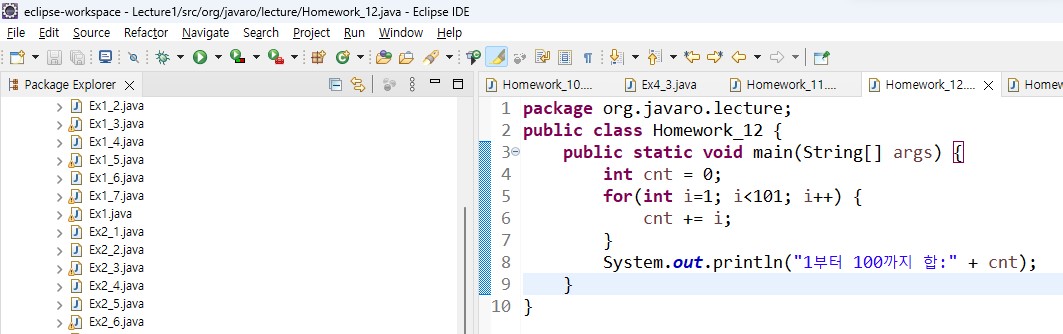 eclipse-workspace - Lecture1/src/org/javaro/lecture/Homework_12.java - Eclipse IDE
File Edit Source Refactor Navigate Search Project Run Window Help
Package Explorer
Ex1_2.java
Ex1_3.java
Ex1_4.java
Ex1_5.java
Ex1_6.java
Ex1_7.java
Ex1.java
Ex2_1.java
Ex2_2.java
Ex2_3.java
Ex2_4.java
Ex2_5.java
Ex2_6.java
Homework_10.... Ex4_3.java Homework_11.... Homework_12.... Homew
1 package org.javaro.lecture;
2 public class Homework_12 {
3 public static void main(String[] args) {
4 int cnt = 0;
5 for(int i=1; i<101; i++) {
6 cnt += i;
7 }
8 System.out.println("1부터 100까지 합:" + cnt);
9 }
10 }